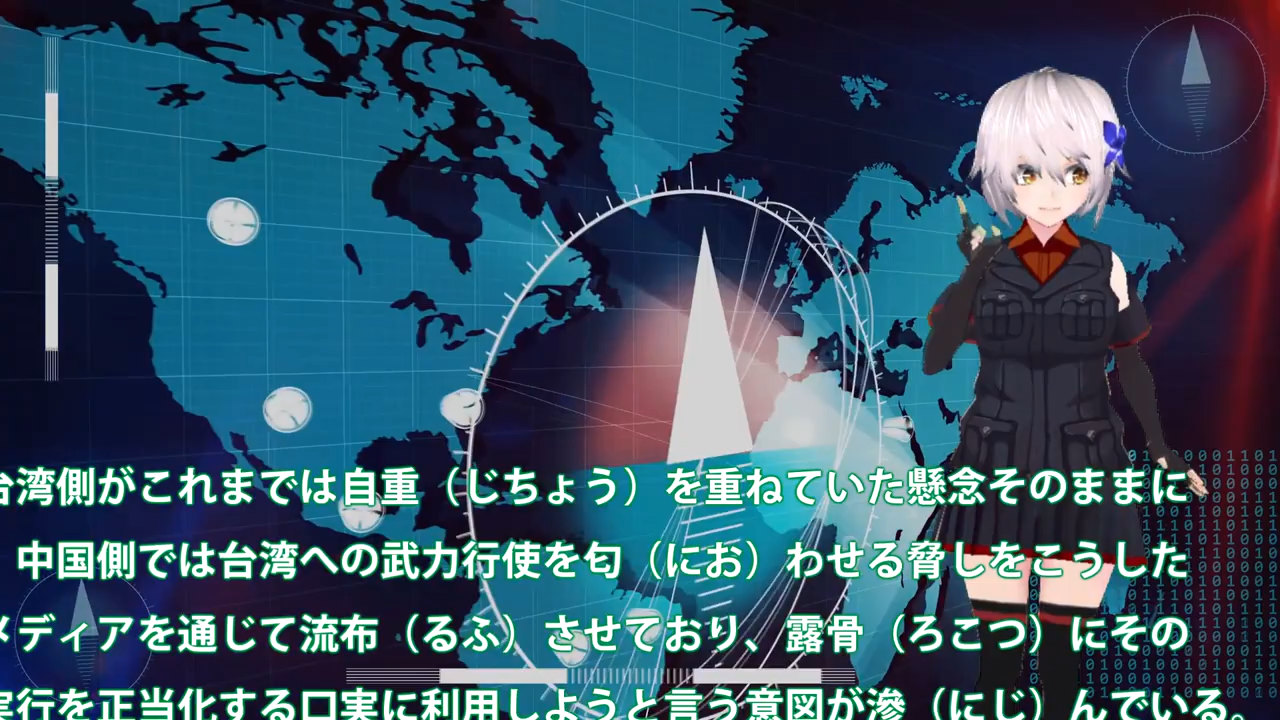 台湾側がこれまでは自重（じちょう）を重ねていた懸念そのままに
中国側では台湾への武力行使を匂（にお）わせる脅しをこうした
メディアを通じて流布（るふ）させており、露骨（ろこつ）にその
実行を正当化する口実に利用しようと言う意図が滲（にじ）んでいる。